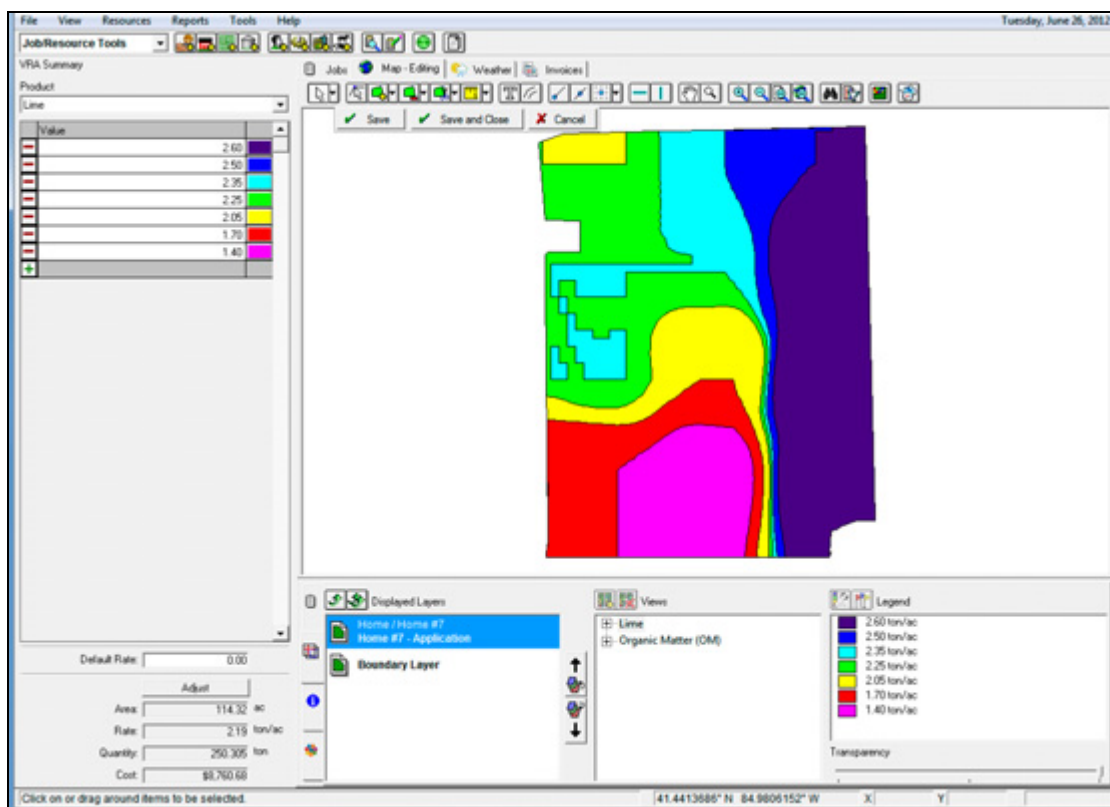 File View Resources Reports Tools Help Tuesday, June 26, 2012
Job/Resource Tools
VRA Summary
Jobs Map - Editing Weather Invoices
Product
Lime
Save Save and Close Cancel
Value
2.60
2.50
2.35
2.25
2.05
1.70
1.40
Displayed Layers
Home / Home #7
Home #7 - Application
Boundary Layer
Views
Lime
Organic Matter (OM)
Legend
2.60 ton/ac
2.50 ton/ac
2.35 ton/ac
2.25 ton/ac
2.05 ton/ac
1.70 ton/ac
1.40 ton/ac
Transparency
Default Rate: 0.00
Adjust
Area: 114.32 ac
Rate: 2.19 ton/ac
Quantity: 250.305 ton
Cost: $8,760.68
Click on or drag around items to be selected. 41.4413686° N 84.9806152° W X Y